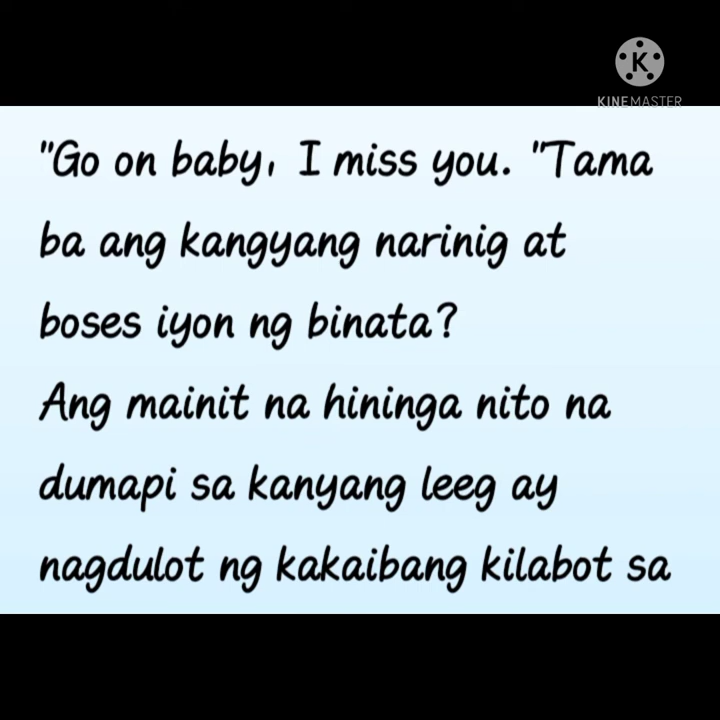 KINEMASTER
"Go on baby, I miss you. "Tama
ba ang kangyang narinig at
boses iyon ng binata?
Ang mainit na hininga nito na
dumapi sa kanyang leeg ay
nagdulot ng kakaibang kilabot sa